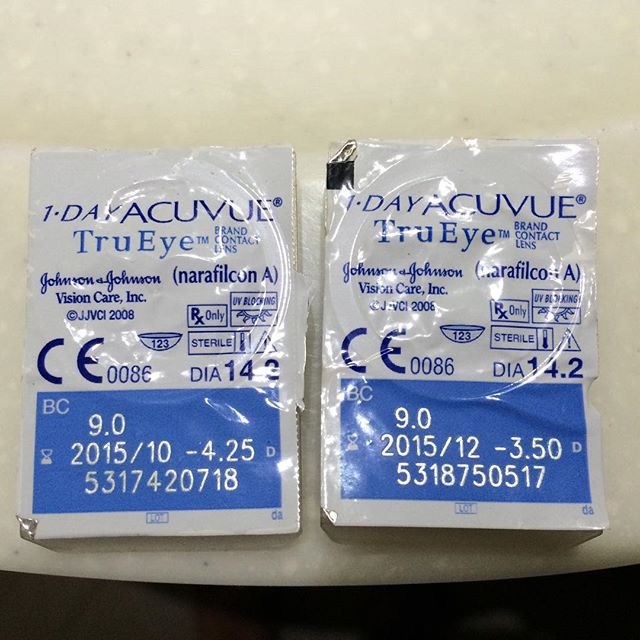 1·DAY ACUVUE®
TruEye™ BRAND CONTACT LENS
Johnson & Johnson (narafilcon A)
Vision Care, Inc.
©JJVCI 2008
Rx Only
UV BLOCKING
123
STERILE
CE 0086 DIA 14.2
BC
9.0
2015/10 -4.25 D
5317420718
LOT
da
1·DAY ACUVUE®
TruEye™ BRAND CONTACT LENS
Johnson & Johnson (narafilcon A)
Vision Care, Inc.
©JJVCI 2008
Rx Only
UV BLOCKING
123
STERILE
CE 0086 DIA 14.2
BC
9.0
2015/12 -3.50 D
5318750517
LOT
da